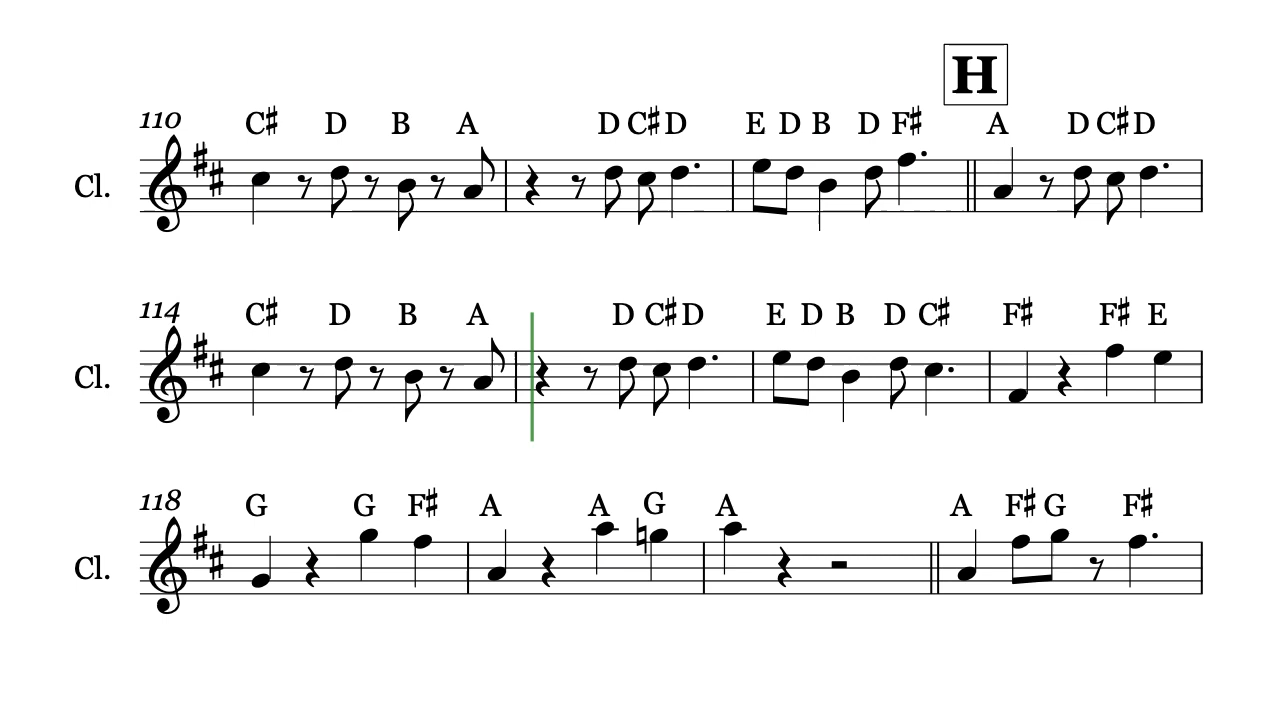 H
110 C♯ D B A D C♯ D E D B D F♯ A D C♯ D
Cl.
114 C♯ D B A D C♯ D E D B D C♯ F♯ F♯ E
Cl.
118 G G F♯ A A G A A F♯ G F♯
Cl.